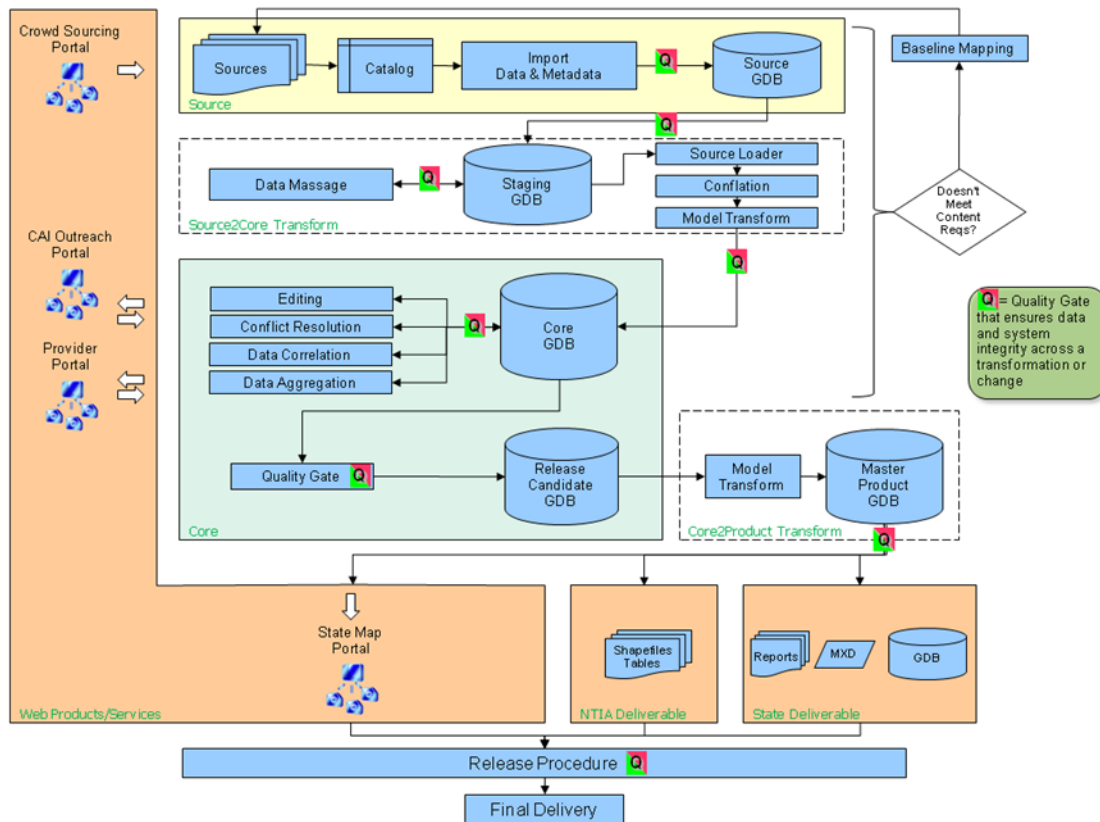 Crowd Sourcing
Portal
Sources
Catalog
Import
Data & Metadata
Q
Source
GDB
Source
Baseline Mapping
Q
Data Massage
Q
Staging
GDB
Source Loader
Conflation
Model Transform
Source2Core Transform
Doesn't
Meet
Content
Reqs?
CAI Outreach
Portal
Q
Editing
Conflict Resolution
Data Correlation
Data Aggregation
Q
Core
GDB
Provider
Portal
Q = Quality Gate
that ensures data
and system
integrity across a
transformation or
change
Quality Gate Q
Release
Candidate
GDB
Core
Model
Transform
Master
Product
GDB
Core2Product Transform
Q
State Map
Portal
Web Products/Services
Shapefiles
Tables
NTIA Deliverable
Reports
MXD
GDB
State Deliverable
Release Procedure Q
Final Delivery